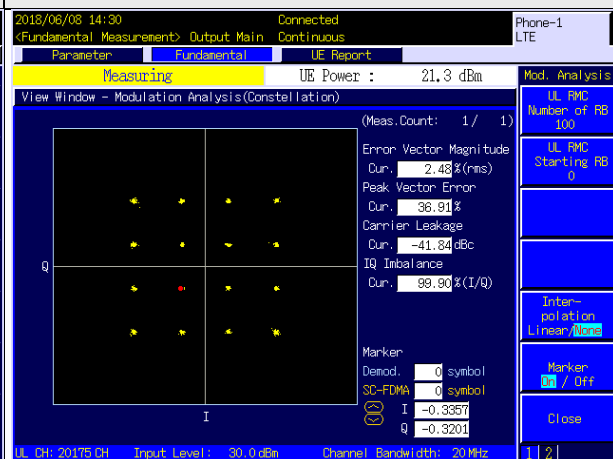 2018/06/08 14:30 Connected Phone-1
<Fundamental Measurement> Output Main Continuous LTE
Parameter Fundamental UE Report
Measuring UE Power : 21.3 dBm Mod. Analysis
View Window - Modulation Analysis(Constellation)
UL RMC
Number of RB
100
(Meas.Count: 1/ 1)
Error Vector Magnitude
Cur. 2.48 %(rms)
Peak Vector Error
Cur. 36.91 %
Carrier Leakage
Cur. -41.84 dBc
IQ Imbalance
Cur. 99.90 %(I/Q)
UL RMC
Starting RB
0
Q
I
Inter-
polation
Linear/None
Marker
Demod. 0 symbol
SC-FDMA 0 symbol
I -0.3357
Q -0.3201
Marker
On / Off
Close
UL CH: 20175 CH Input Level: 30.0 dBm Channel Bandwidth: 20 MHz 1 2